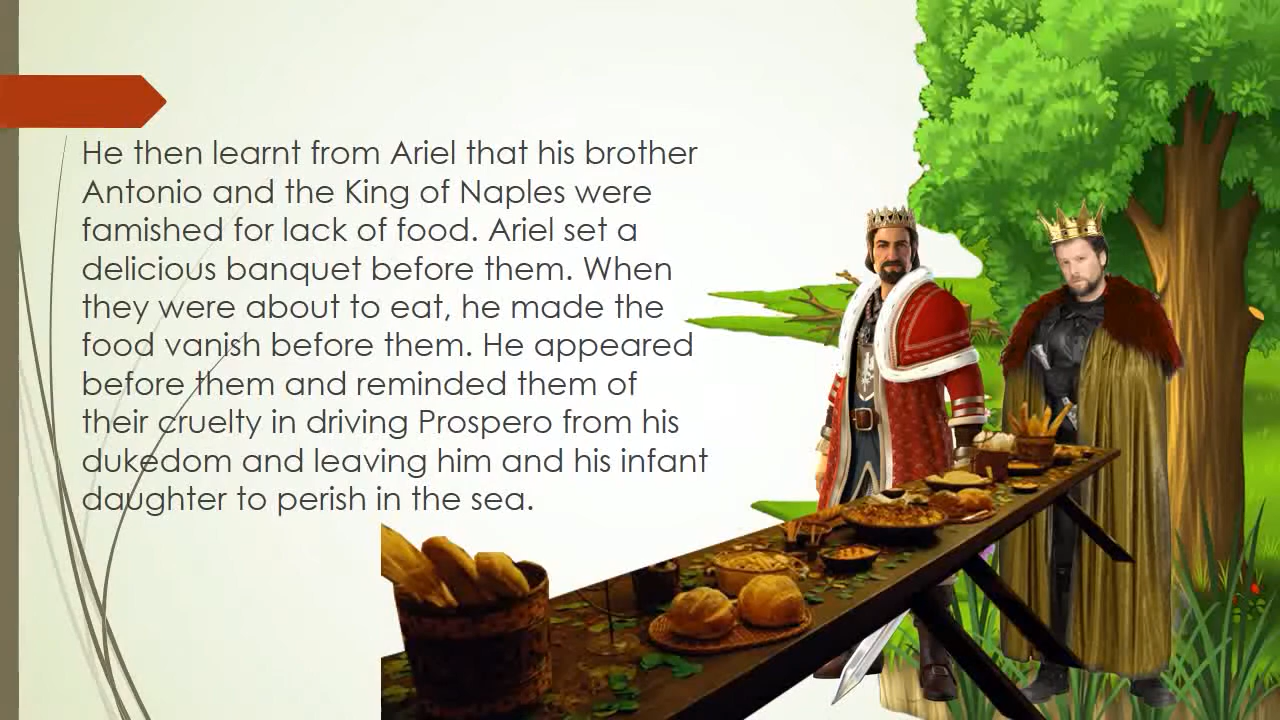 He then learnt from Ariel that his brother
Antonio and the King of Naples were
famished for lack of food. Ariel set a
delicious banquet before them. When
they were about to eat, he made the
food vanish before them. He appeared
before them and reminded them of
their cruelty in driving Prospero from his
dukedom and leaving him and his infant
daughter to perish in the sea.